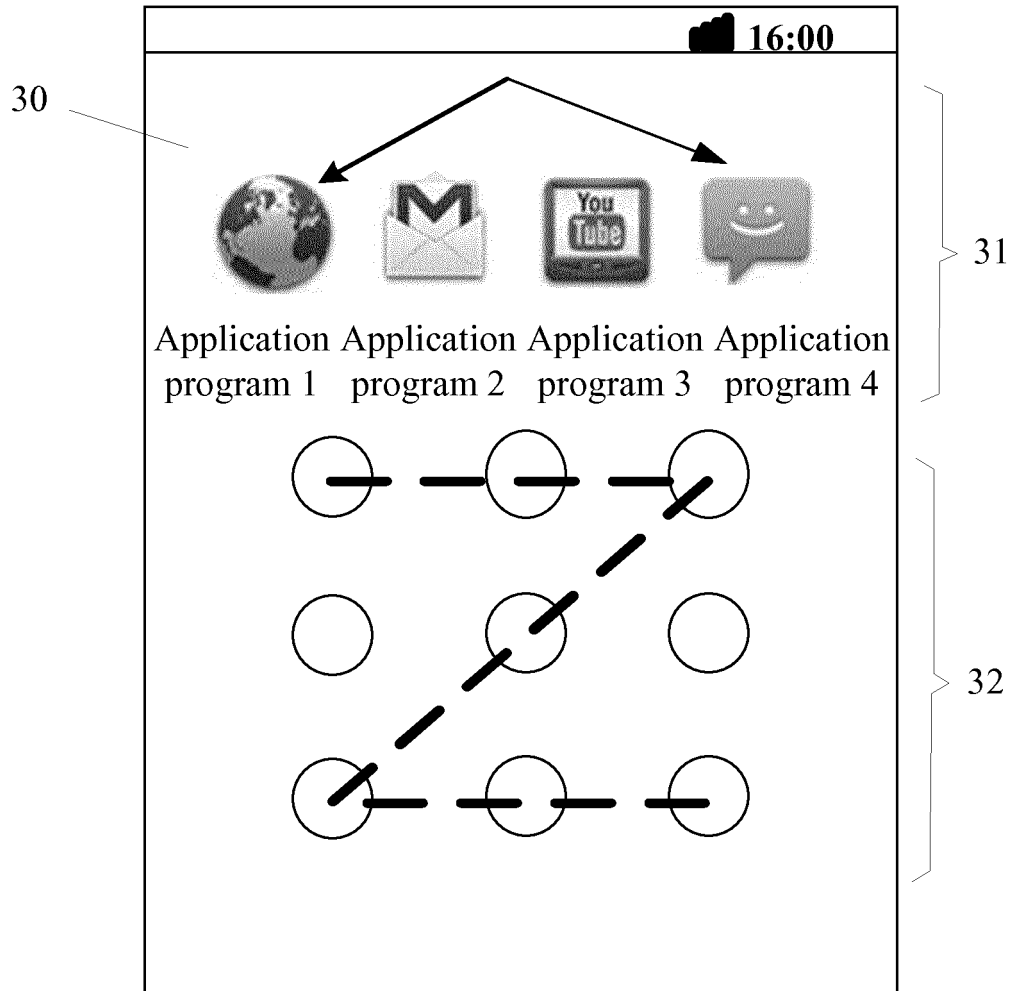 16:00
30
You
Tube
31
Application Application Application Application
program 1 program 2 program 3 program 4
32